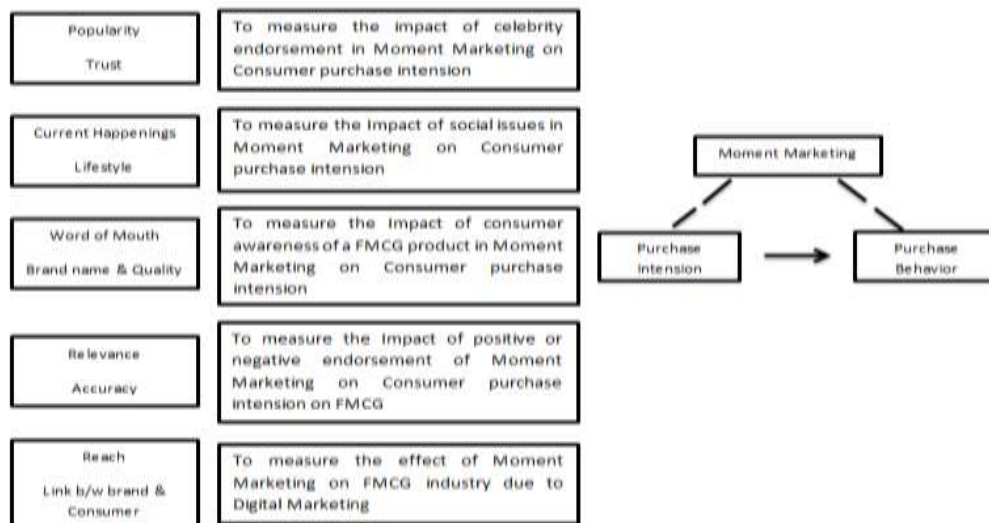 Popularity
Trust
To measure the impact of celebrity
endorsement in Moment Marketing on
Consumer purchase intension
Current Happenings
Lifestyle
To measure the Impact of social issues in
Moment Marketing on Consumer
purchase intension
Word of Mouth
Brand name & Quality
To measure the Impact of consumer
awareness of a FMCG product in Moment
Marketing on Consumer purchase
intension
Relevance
Accuracy
To measure the Impact of positive or
negative endorsement of Moment
Marketing on Consumer purchase
intension on FMCG
Reach
Link b/w brand &
Consumer
To measure the effect of Moment
Marketing on FMCG industry due to
Digital Marketing
Moment Marketing
Purchase
Intension
Purchase
Behavior